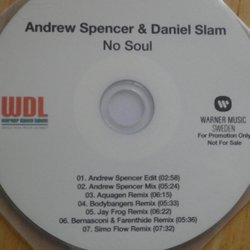 Andrew Spencer & Daniel Slam
No Soul
WDL
WARNER MUSIC
SWEDEN
For Promotion Only
Not For Sale
01. Andrew Spencer Edit (02:58)
02. Andrew Spencer Mix (05:24)
03. Aquagen Remix (06:15)
04. Bodybangers Remix (05:33)
05. Jay Frog Remix (06:22)
06. Bernasconi & Farenthide Remix (05:36)
07. Simo Flow Remix (07:32)